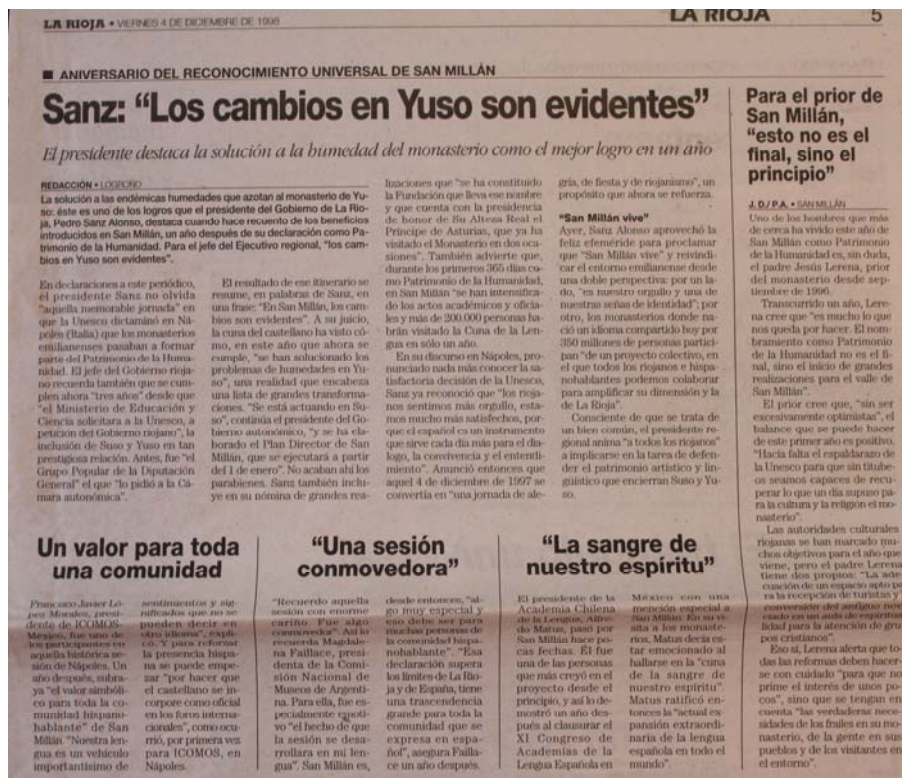 LA RIOJA • VIERNES 4 DE DICIEMBRE DE 1998
LA RIOJA
5
■ ANIVERSARIO DEL RECONOCIMIENTO UNIVERSAL DE SAN MILLÁN
Sanz: “Los cambios en Yuso son evidentes”
El presidente destaca la solución a la humedad del monasterio como el mejor logro en un año
REDACCIÓN • LOGROÑO
La solución a las endémicas humedades que azotan al monasterio de Yu-
so: éste es uno de los logros que el presidente del Gobierno de La Rio-
ja, Pedro Sanz Alonso, destaca cuando hace recuento de los beneficios
introducidos en San Millán, un año después de su declaración como Pa-
trimonio de la Humanidad. Para el jefe del Ejecutivo regional, “los cam-
bios en Yuso son evidentes”.
En declaraciones a este periódico,
el presidente Sanz no olvida
“aquella memorable jornada” en
que la Unesco dictaminó en Ná-
poles (Italia) que los monasterios
emilianenses pasaban a formar
parte del Patrimonio de la Huma-
nidad. El jefe del Gobierno rioja-
no recuerda también que se cum-
plen ahora “tres años” desde que
“el Ministerio de Educación y
Ciencia solicitara a la Unesco, a
petición del Gobierno riojano”, la
inclusión de Suso y Yuso en tan
prestigiosa relación. Antes, fue “el
Grupo Popular de la Diputación
General” el que “lo pidió a la Cá-
mara autonómica”.
El resultado de ese itinerario se
resume, en palabras de Sanz, en
una frase: “En San Millán, los cam-
bios son evidentes”. A su juicio,
la cuna del castellano ha visto có-
mo, en este año que ahora se
cumple, “se han solucionado los
problemas de humedades en Yu-
so”, una realidad que encabeza
una lista de grandes transforma-
ciones. “Se está actuando en Su-
so”, continúa el presidente del Go-
bierno autonómico, “y se ha ela-
borado el Plan Director de San
Millán, que se ejecutará a partir
del 1 de enero”. No acaban ahí los
parabienes. Sanz también inclu-
ye en su nómina de grandes rea-
lizaciones que “se ha constituido
la Fundación que lleva ese nombre
y que cuenta con la presidencia
de honor de Su Alteza Real el
Príncipe de Asturias, que ya ha
visitado el Monasterio en dos oca-
siones”. También advierte que,
durante los primeros 365 días co-
mo Patrimonio de la Humanidad,
en San Millán “se han intensifica-
do los actos académicos y oficia-
les y más de 200.000 personas ha-
brán visitado la Cuna de la Len-
gua en sólo un año.
En su discurso en Nápoles, pro-
nunciado nada más conocer la sa-
tisfactoria decisión de la Unesco,
Sanz ya reconoció que “los rioja-
nos sentimos más orgullo, esta-
mos mucho más satisfechos, por-
que el español es un instrumento
que sirve cada día más para el diá-
logo, la convivencia y el entendi-
miento”. Anunció entonces que
aquel 4 de diciembre de 1997 se
convertía en “una jornada de ale-
gría, de fiesta y de riojanismo”, un
propósito que ahora se refuerza.
“San Millán vive”
Ayer, Sanz Alonso aprovechó la
feliz efeméride para proclamar
que “San Millán vive” y reivindi-
car el entorno emilianense desde
una doble perspectiva: por un la-
do, “es nuestro orgullo y una de
nuestras señas de identidad”; por
otro, los monasterios donde na-
ció un idioma compartido hoy por
350 millones de personas partici-
pan “de un proyecto colectivo, en
el que todos los riojanos e hispa-
nohablantes podemos colaborar
para amplificar su dimensión y la
de La Rioja”.
Consciente de que se trata de
un bien común, el presidente re-
gional anima “a todos los riojanos”
a implicarse en la tarea de defen-
der el patrimonio artístico y lin-
güístico que encierran Suso y Yu-
so.
Para el prior de
San Millán,
“esto no es el
final, sino el
principio”
J. D./ P.A. • SAN MILLÁN
Uno de los hombres que más
de cerca ha vivido este año de
San Millán como Patrimonio
de la Humanidad es, sin duda,
el padre Jesús Lerena, prior
del monasterio desde sep-
tiembre de 1996.
Transcurrido un año, Lere-
na cree que “es mucho lo que
nos queda por hacer. El nom-
bramiento como Patrimonio
de la Humanidad no es el fi-
nal, sino el inicio de grandes
realizaciones para el valle de
San Millán”.
El prior cree que, “sin ser
excesivamente optimistas”, el
balance que se puede hacer
de este primer año es positivo.
“Hacía falta el espaldarazo de
la Unesco para que sin titube-
os seamos capaces de recu-
perar lo que un día supuso pa-
ra la cultura y la religión el mo-
nasterio”.
Las autoridades culturales
riojanas se han marcado mu-
chos objetivos para el año que
viene, pero el padre Lerena
tiene dos propios: “La ade-
cuación de un espacio apto pa-
ra la recepción de turistas y
conversión del antiguo nov
ciado en un aula de espiritua
lidad para la atención de gru
pos cristianos”.
Eso sí, Lerena alerta que to-
das las reformas deben hacer-
se con cuidado “para que no
prime el interés de unos po-
cos”, sino que se tengan en
cuenta “las verdaderas nece-
sidades de los frailes en su mo-
nasterio, de la gente en sus
pueblos y de los visitantes en
el entorno”.
Un valor para toda
una comunidad
Francisco Javier Ló-
pez Morales, presi-
dente de ICOMOS-
México, fue uno de
los participantes en
aquella histórica se-
sión de Nápoles. Un
año después, subra-
ya “el valor simbóli-
co para toda la co-
munidad hispano-
hablante” de San
Millán. “Nuestra len-
gua es un vehículo
importantísimo de
sentimientos y sig-
nificados que no se
pueden decir en
otro idioma”, expli-
có. Y para reforzar
la presencia hispa-
na se puede empe-
zar “por hacer que
el castellano se in-
corpore como oficial
en los foros interna-
cionales”, como ocu-
rrió, por primera vez
para ICOMOS, en
Nápoles.
“Una sesión
conmovedora”
“Recuerdo aquella
sesión con enorme
cariño. Fue algo
conmovedor”. Así lo
recuerda Magdale-
na Faillace, presi-
denta de la Comi-
sión Nacional de
Museos de Argenti-
na. Para ella, fue es-
pecialmente emoti-
vo “el hecho de que
la sesión se desa-
rrollara en mi len-
gua”. San Millán es,
desde entonces, “al-
go muy especial y
eso debe ser para
muchas personas de
la comunidad hispa-
nohablante”. “Esa
declaración supera
los límites de La Rio-
ja y de España, tiene
una trascendencia
grande para toda la
comunidad que se
expresa en espa-
ñol”, asegura Failla-
ce un año después.
“La sangre de
nuestro espíritu”
El presidente de la
Academia Chilena
de la Lengua, Alfre-
do Matus, pasó por
San Millán hace po-
cas fechas. Él fue
una de las personas
que más creyó en el
proyecto desde el
principio, y así lo de-
mostró un año des-
pués al clausurar el
XI Congreso de
Academias de la
Lengua Española en
México con una
mención especial a
San Millán. En su vi-
sita a los monaste-
rios, Matus decía es-
tar emocionado al
hallarse en la “cuna
de la sangre de
nuestro espíritu”.
Matus ratificó en-
tonces la “actual ex-
pansión extraordi-
naria de la lengua
española en todo el
mundo”.